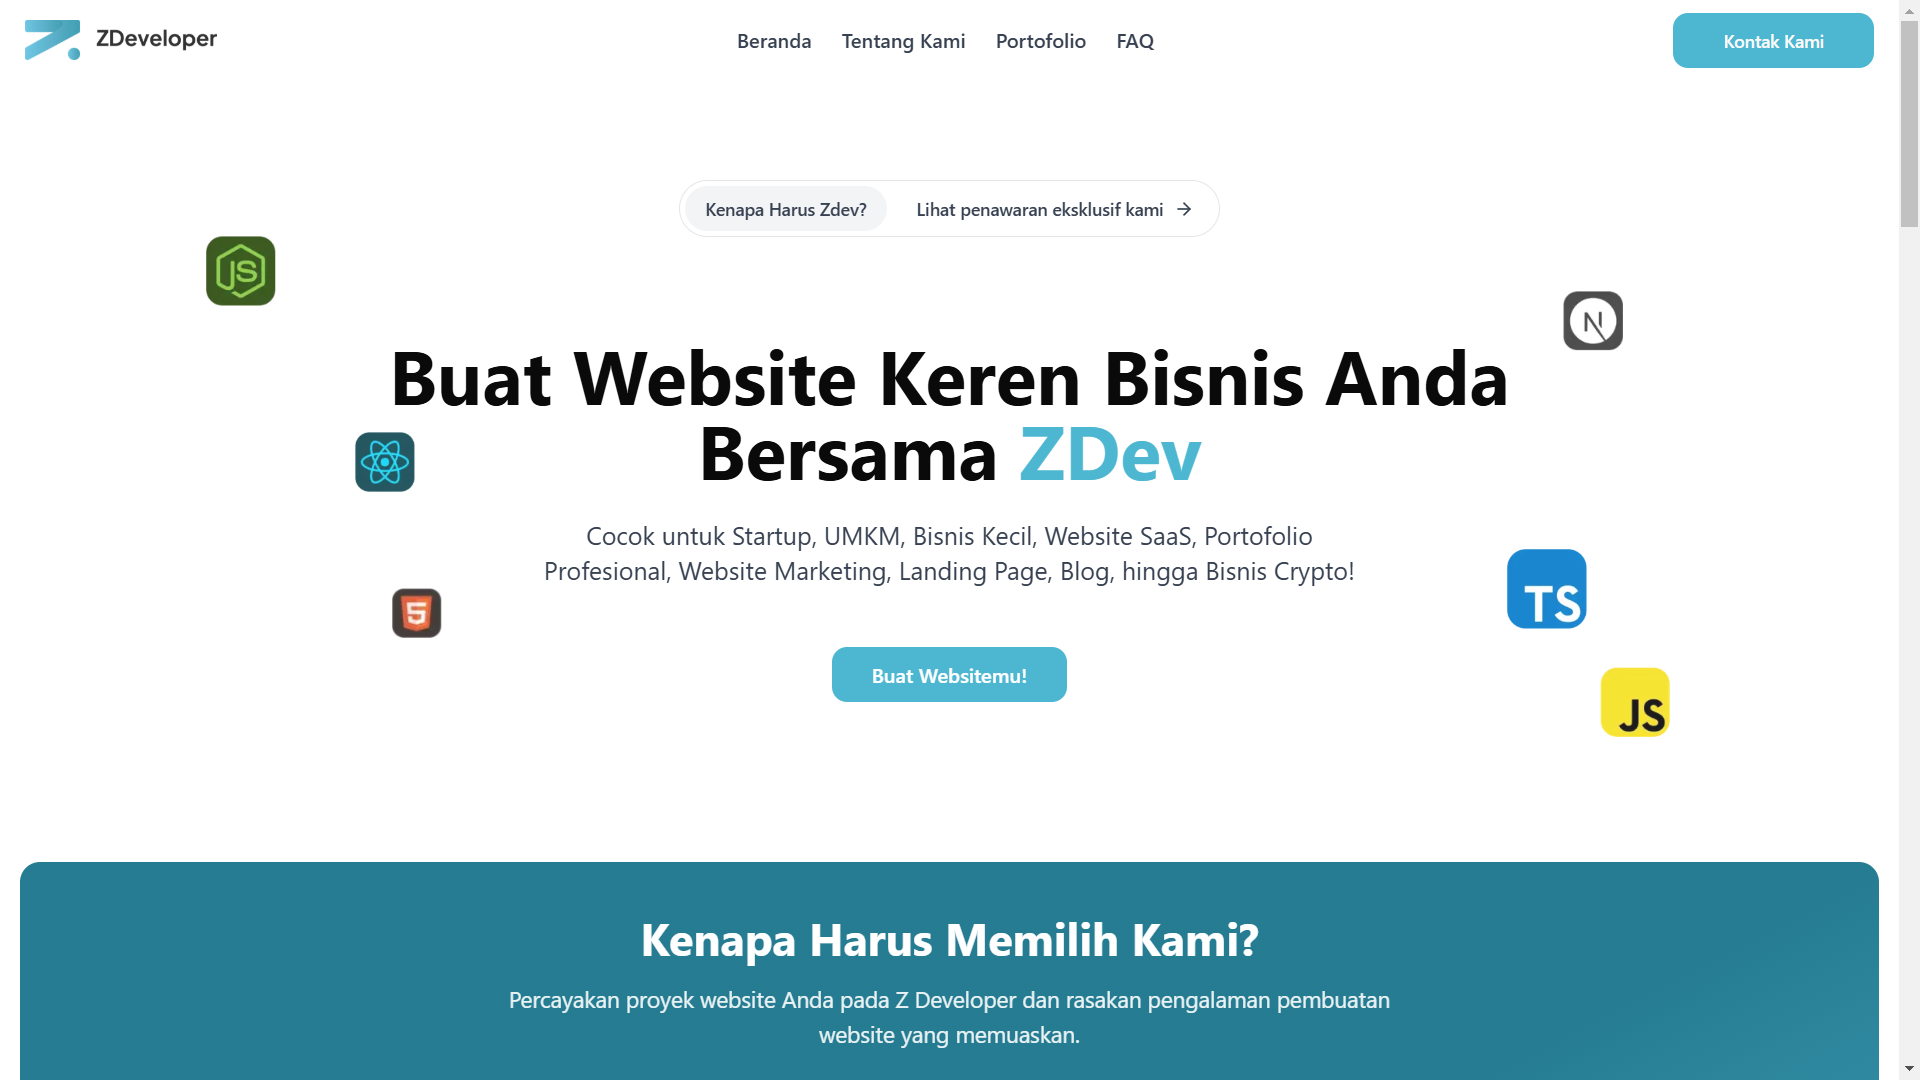 ZDeveloper
Beranda
Tentang Kami
Portofolio
FAQ
Kontak Kami
Kenapa Harus Zdev?
Lihat penawaran eksklusif kami
JS
N
Buat Website Keren Bisnis Anda
Bersama ZDev
Cocok untuk Startup, UMKM, Bisnis Kecil, Website SaaS, Portofolio
Profesional, Website Marketing, Landing Page, Blog, hingga Bisnis Crypto!
5
TS
Buat Websitemu!
JS
Kenapa Harus Memilih Kami?
Percayakan proyek website Anda pada Z Developer dan rasakan pengalaman pembuatan
website yang memuaskan.